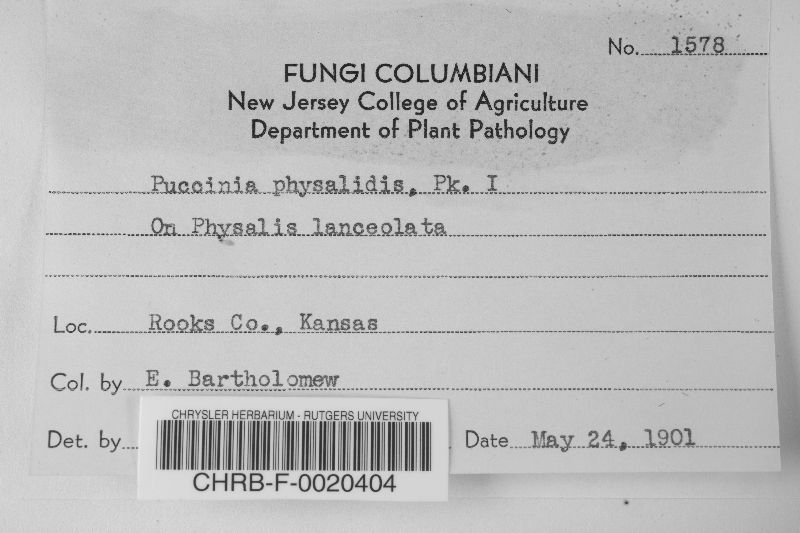 No. 1578
FUNGI COLUMBIANI
New Jersey College of Agriculture
Department of Plant Pathology
Puccinia physalidis, Pk. I
On Physalis lanceolata
Loc. Rooks Co., Kansas
Col. by E. Bartholomew
Det. by Date May 24, 1901
CHRYSLER HERBARIUM - RUTGERS UNIVERSITY
CHRB-F-0020404